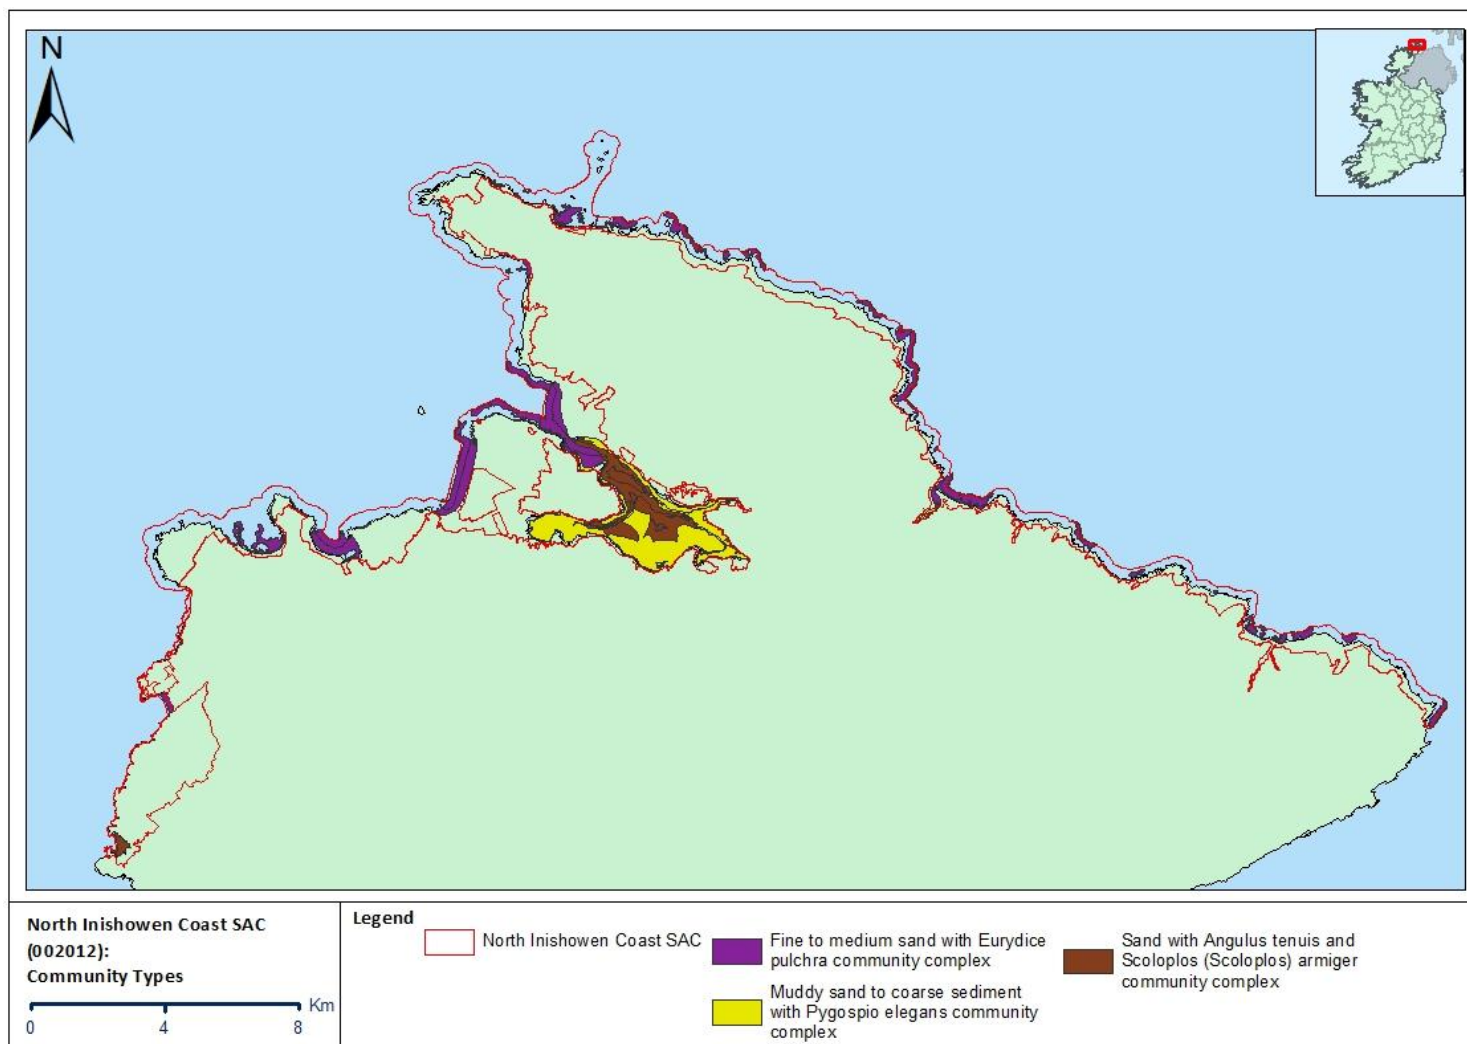 N
North Inishowen Coast SAC
(002012):
Community Types
Km
0 4 8
Legend
North Inishowen Coast SAC
Fine to medium sand with Eurydice
pulchra community complex
Muddy sand to coarse sediment
with Pygospio elegans community
complex
Sand with Angulus tenuis and
Scoloplos (Scoloplos) armiger
community complex